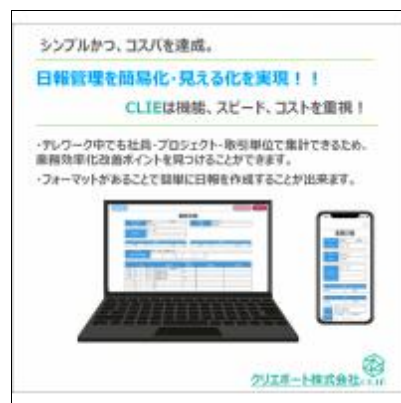 シンプルかつ、コスパを達成。
日報管理を簡易化・見える化を実現！！
CLIEは機能、スピード、コストを重視！
・テレワーク中でも社員・プロジェクト・取引単位で集計できるため、
業務効率化改善ポイントを見つけることができます。
・フォーマットがあることで簡単に日報を作成することが出来ます。
クリエポート株式会社
CLIE